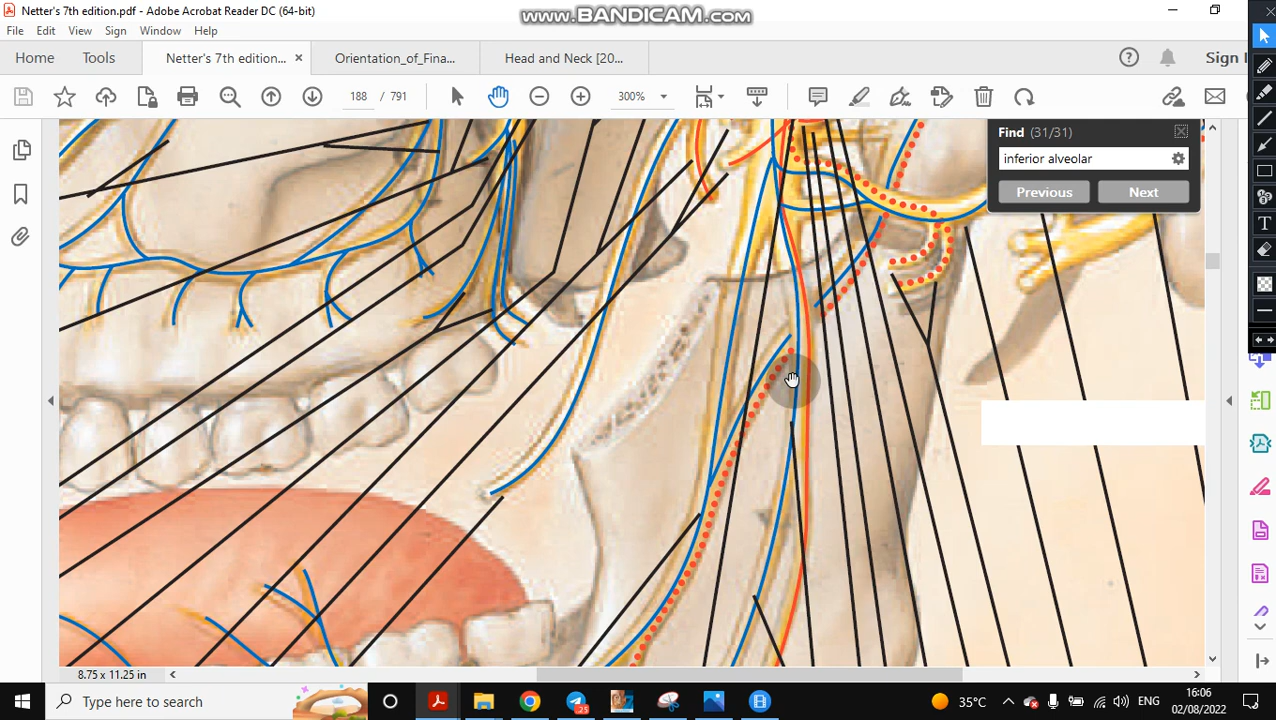 Netter's 7th edition.pdf - Adobe Acrobat Reader DC (64-bit)
www.BANDICAM.com
File Edit View Sign Window Help
Home Tools Netter's 7th edition... × Orientation_of_Fina... Head and Neck [20...
Sign I
188 / 791 300%
Find (31/31)
inferior alveolar
Previous Next
8.75 x 11.25 in
Type here to search
25
35°C
ENG
16:06
02/08/2022